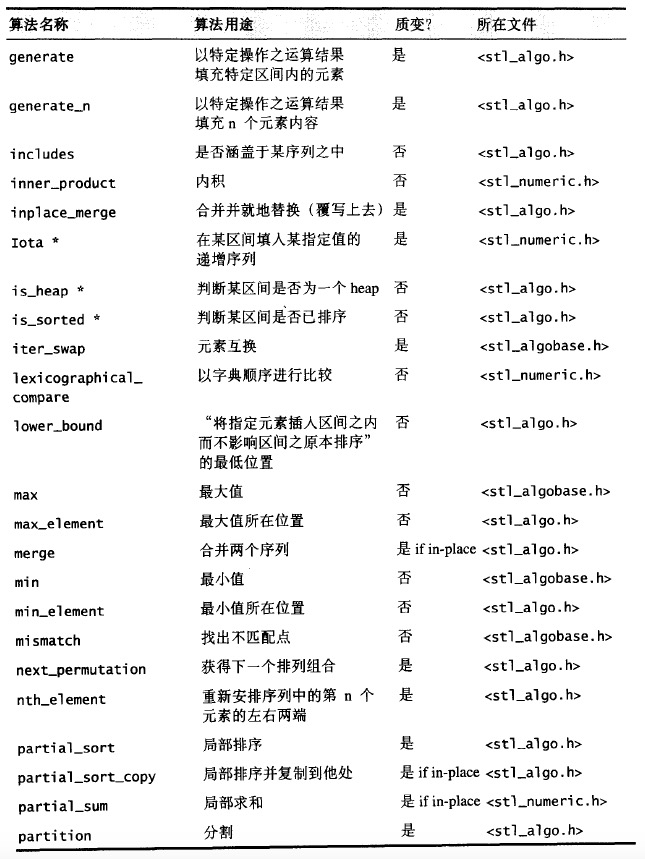 算法名称 算法用途 质变？ 所在文件
generate 以特定操作之运算结果 是 <stl_algo.h>
填充特定区间内的元素
generate_n 以特定操作之运算结果 是 <stl_algo.h>
填充 n 个元素内容
includes 是否涵盖于某序列之中 否 <stl_algo.h>
inner_product 内积 否 <stl_numeric.h>
inplace_merge 合并并就地替换（覆写上去） 是 <stl_algo.h>
Iota * 在某区间填入某指定值的 是 <stl_numeric.h>
递增序列
is_heap * 判断某区间是否为一个 heap 否 <stl_algo.h>
is_sorted * 判断某区间是否已排序 否 <stl_algo.h>
iter_swap 元素互换 是 <stl_algobase.h>
lexicographical_ 以字典顺序进行比较 否 <stl_numeric.h>
compare
lower_bound “将指定元素插入区间之内 否 <stl_algo.h>
而不影响区间之原本排序”
的最低位置
max 最大值 否 <stl_algobase.h>
max_element 最大值所在位置 否 <stl_algo.h>
merge 合并两个序列 是 if in-place <stl_algo.h>
min 最小值 否 <stl_algobase.h>
min_element 最小值所在位置 否 <stl_algo.h>
mismatch 找出不匹配点 否 <stl_algobase.h>
next_permutation 获得下一个排列组合 是 <stl_algo.h>
nth_element 重新安排序列中的第 n 个 是 <stl_algo.h>
元素的左右两端
partial_sort 局部排序 是 <stl_algo.h>
partial_sort_copy 局部排序并复制到他处 是 if in-place <stl_algo.h>
partial_sum 局部求和 是 if in-place <stl_numeric.h>
partition 分割 是 <stl_algo.h>